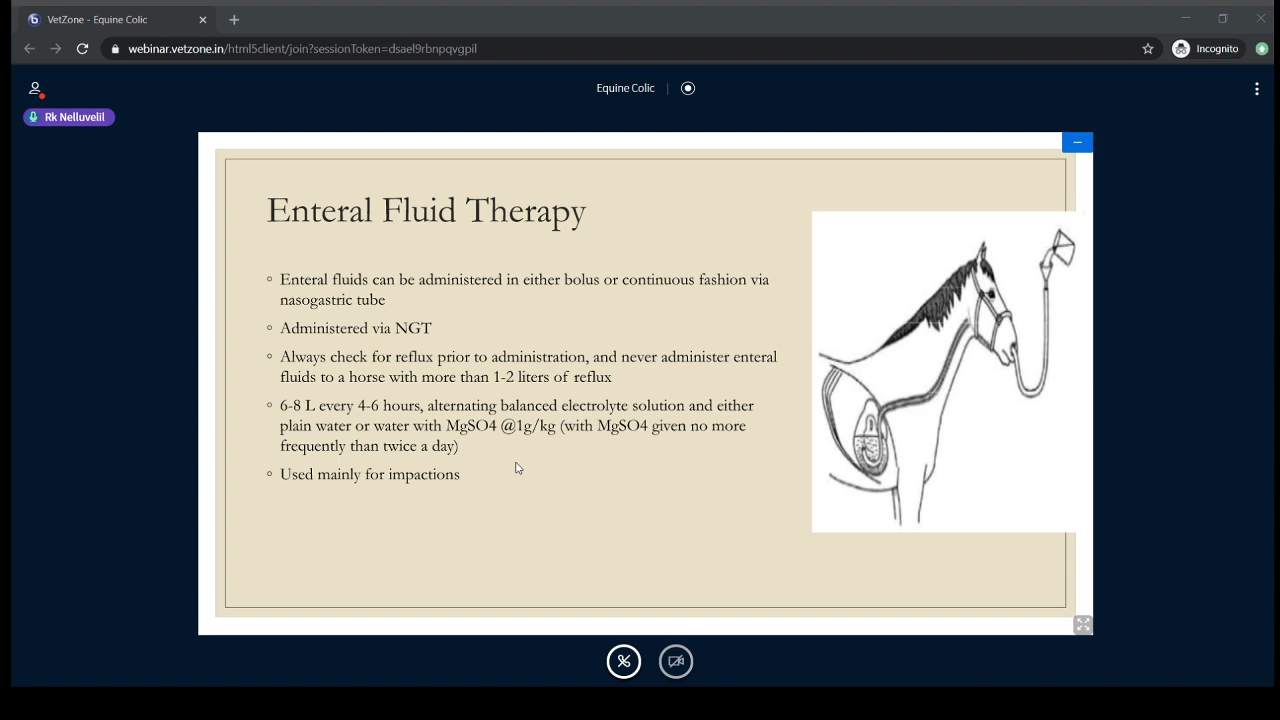 VetZone - Equine Colic
webinar.vetzone.in/html5client/join?sessionToken=dsael9rbnpqvgpil
Incognito
Equine Colic
Rk Nelluvelil
Enteral Fluid Therapy
Enteral fluids can be administered in either bolus or continuous fashion via
nasogastric tube
Administered via NGT
Always check for reflux prior to administration, and never administer enteral
fluids to a horse with more than 1-2 liters of reflux
6-8 L every 4-6 hours, alternating balanced electrolyte solution and either
plain water or water with MgSO4 @1g/kg (with MgSO4 given no more
frequently than twice a day)
Used mainly for impactions